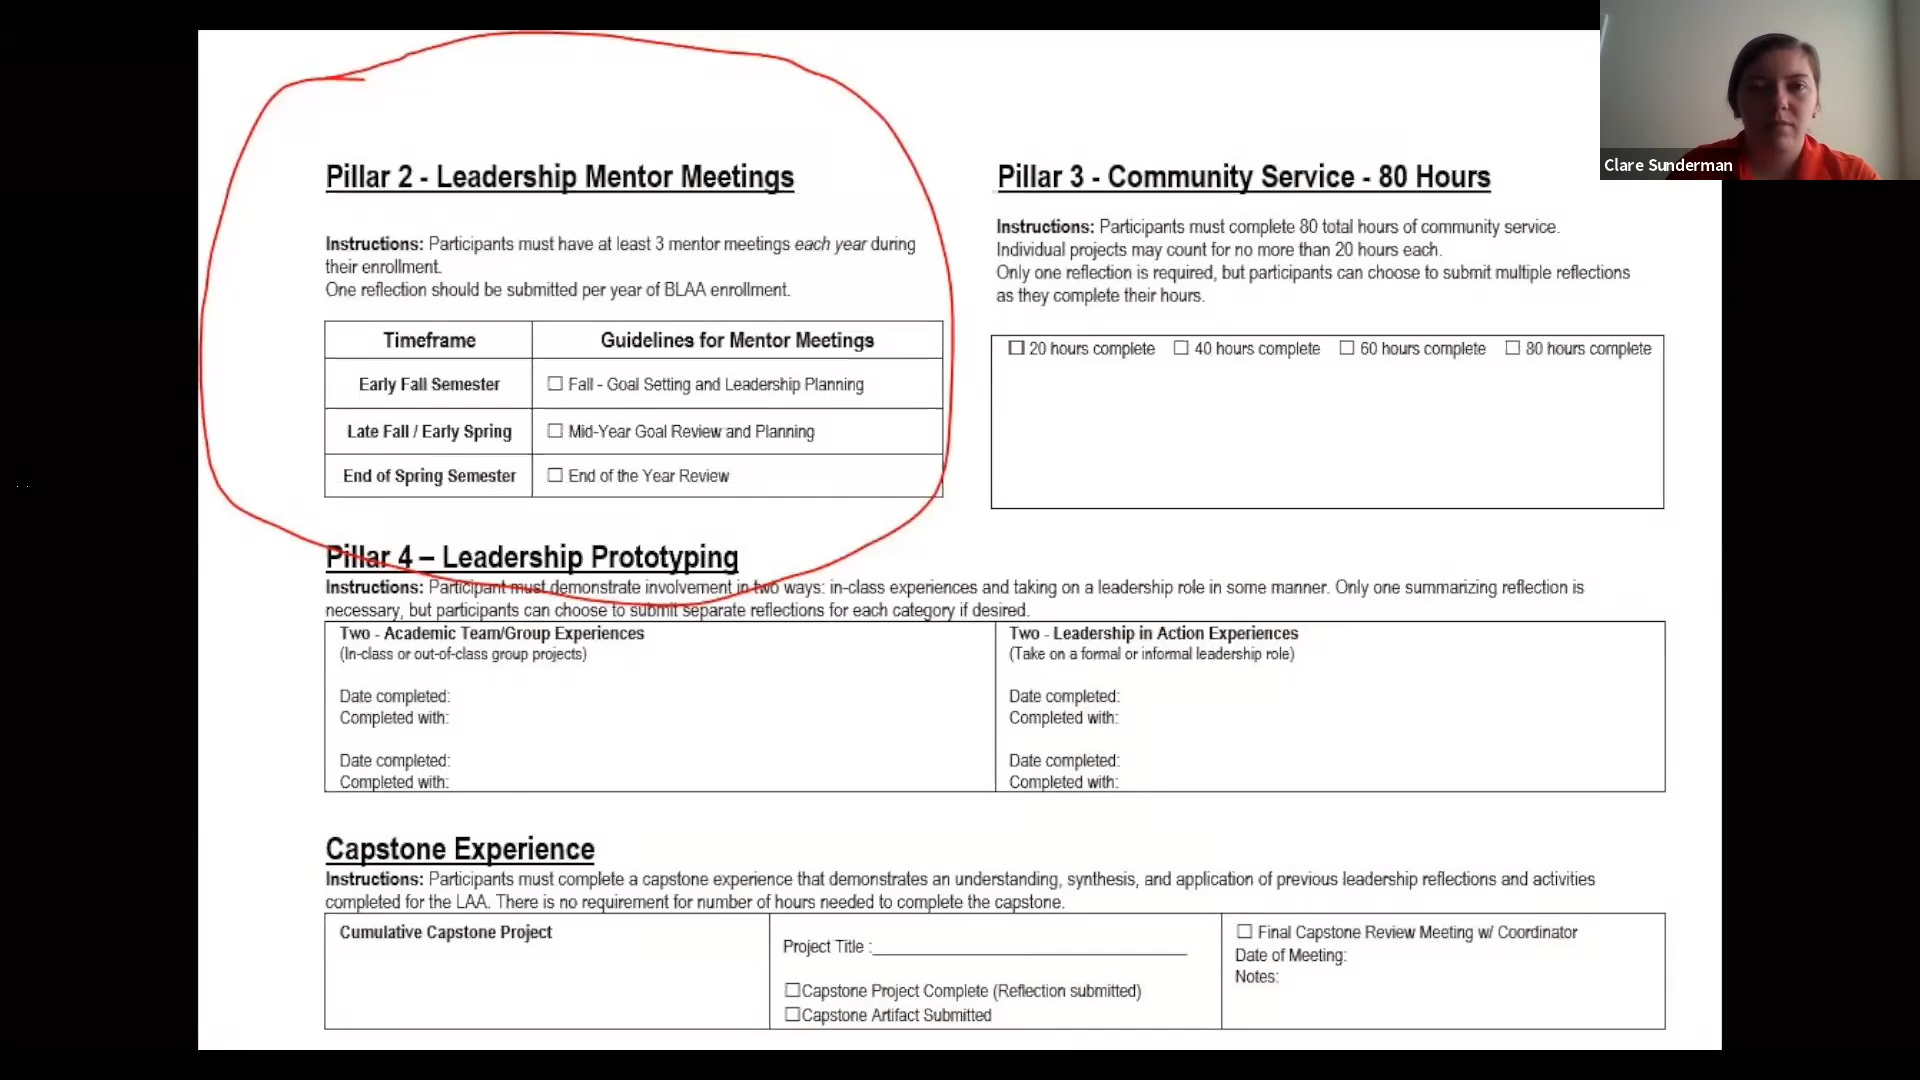 Clare Sunderman
Pillar 2 - Leadership Mentor Meetings
Instructions: Participants must have at least 3 mentor meetings each year during
their enrollment.
One reflection should be submitted per year of BLAA enrollment.
Timeframe
Guidelines for Mentor Meetings
Early Fall Semester
☐ Fall - Goal Setting and Leadership Planning
Late Fall / Early Spring
☐ Mid-Year Goal Review and Planning
End of Spring Semester
☐ End of the Year Review
Pillar 3 - Community Service - 80 Hours
Instructions: Participants must complete 80 total hours of community service.
Individual projects may count for no more than 20 hours each.
Only one reflection is required, but participants can choose to submit multiple reflections
as they complete their hours.
☐ 20 hours complete ☐ 40 hours complete ☐ 60 hours complete ☐ 80 hours complete
Pillar 4 – Leadership Prototyping
Instructions: Participant must demonstrate involvement in two ways: in-class experiences and taking on a leadership role in some manner. Only one summarizing reflection is
necessary, but participants can choose to submit separate reflections for each category if desired.
Two - Academic Team/Group Experiences
(In-class or out-of-class group projects)
Date completed:
Completed with:
Date completed:
Completed with:
Two - Leadership in Action Experiences
(Take on a formal or informal leadership role)
Date completed:
Completed with:
Date completed:
Completed with:
Capstone Experience
Instructions: Participants must complete a capstone experience that demonstrates an understanding, synthesis, and application of previous leadership reflections and activities
completed for the LAA. There is no requirement for number of hours needed to complete the capstone.
Cumulative Capstone Project
Project Title :
☐Capstone Project Complete (Reflection submitted)
☐Capstone Artifact Submitted
☐ Final Capstone Review Meeting w/ Coordinator
Date of Meeting:
Notes: